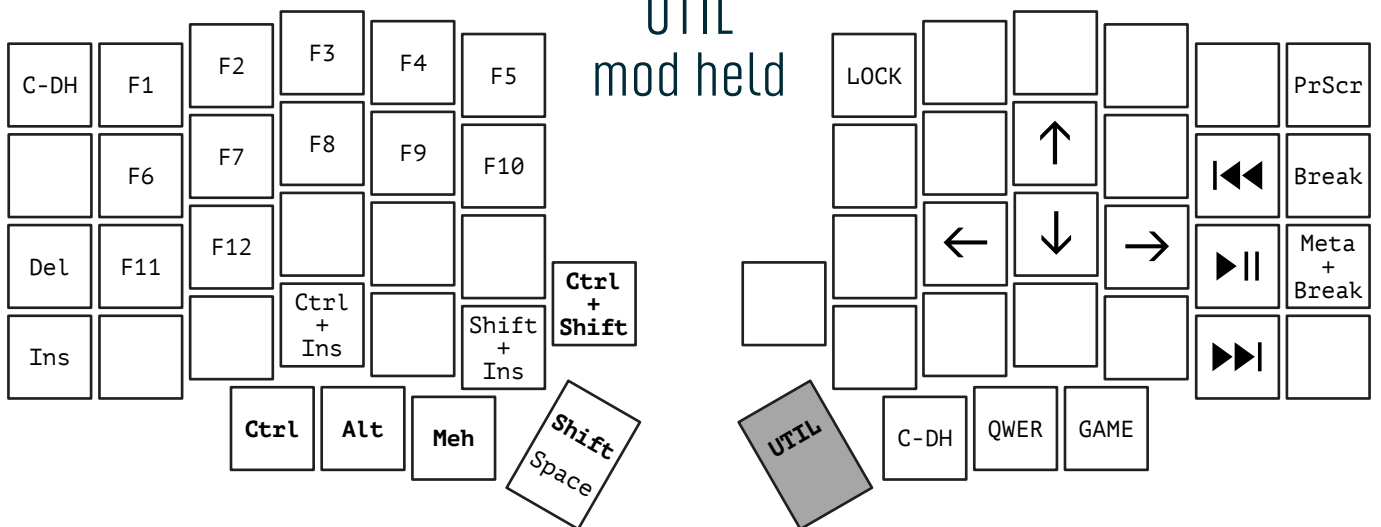 UTIL
mod held
C-DH
F1
F2
F3
F4
F5
LOCK
PrScr
F6
F7
F8
F9
F10
↑
Break
Del
F11
F12
←
↓
→
Meta
+
Break
Ctrl
+
Shift
Ins
Ctrl
+
Ins
Shift
+
Ins
Ctrl
Alt
Meh
Shift
Space
UTIL
C-DH
QWER
GAME